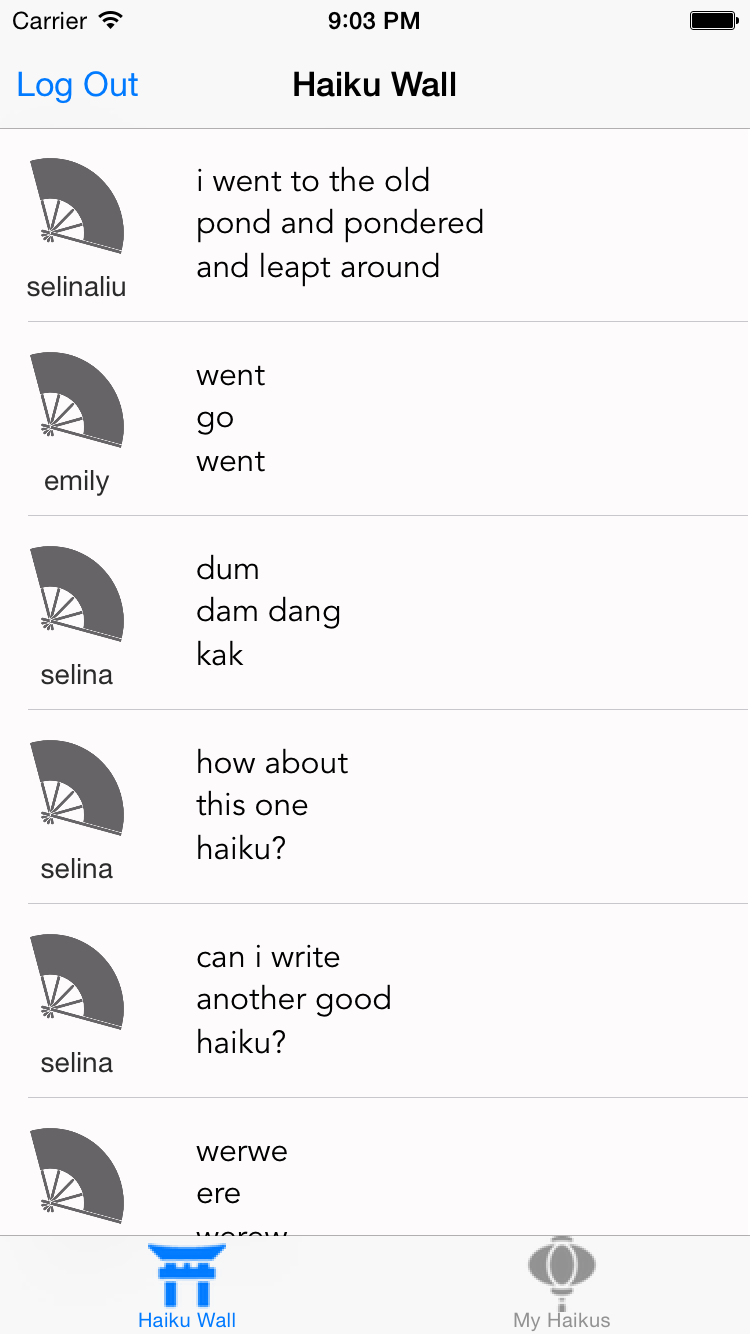 Carrier 9:03 PM
Log Out Haiku Wall
i went to the old
pond and pondered
and leapt around
selinaliu
went
go
went
emily
dum
dam dang
kak
selina
how about
this one
haiku?
selina
can i write
another good
haiku?
selina
werwe
ere
Haiku Wall My Haikus